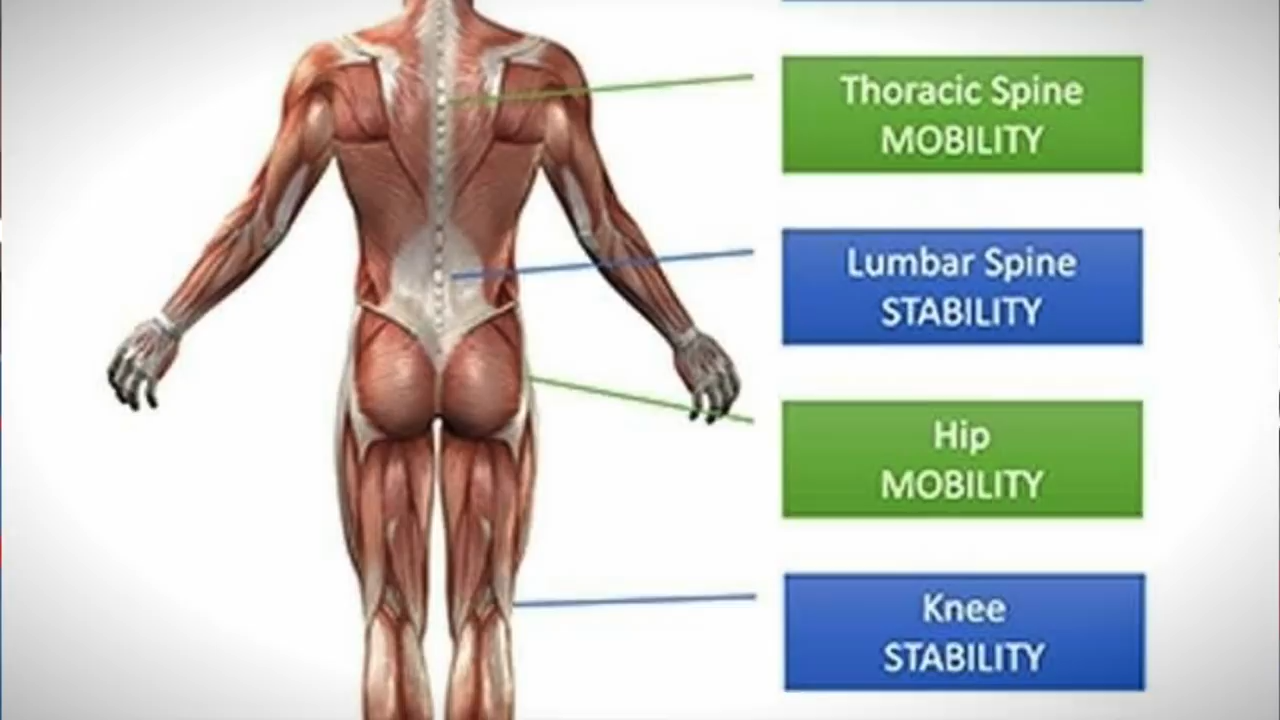 Thoracic Spine
MOBILITY
Lumbar Spine
STABILITY
Hip
MOBILITY
Knee
STABILITY